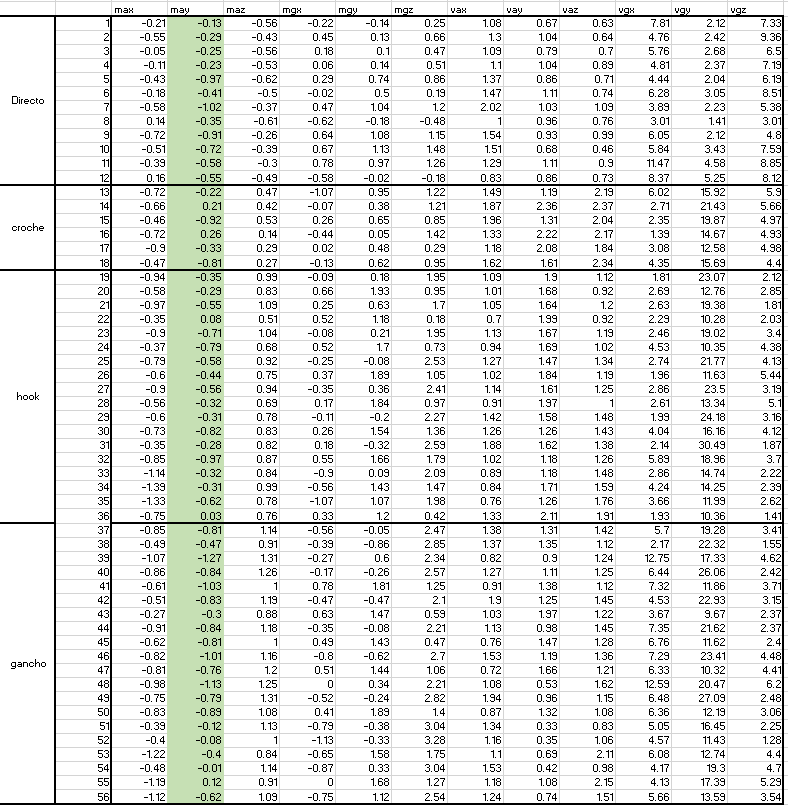 max may maz mgx mgy mgz vax vay vaz vgx vgy vgz
1 -0.21 -0.13 -0.56 -0.22 -0.14 0.25 1.08 0.67 0.63 7.81 2.12 7.33
2 -0.55 -0.29 -0.43 0.45 0.13 0.66 1.3 1.04 0.64 4.76 2.42 9.36
3 -0.05 -0.25 -0.56 0.18 0.1 0.47 1.09 0.79 0.7 5.76 2.68 6.5
4 -0.11 -0.23 -0.53 0.06 0.14 0.51 1.1 1.04 0.89 4.81 2.37 7.19
5 -0.43 -0.97 -0.62 0.29 0.74 0.86 1.37 0.86 0.71 4.44 2.04 6.19
6 -0.18 -0.41 -0.5 -0.02 0.5 0.19 1.47 1.11 0.74 6.28 3.05 8.51
Directo
7 -0.58 -1.02 -0.37 0.47 1.04 1.2 2.02 1.03 1.09 3.89 2.23 5.38
8 0.14 -0.35 -0.61 -0.62 -0.18 -0.48 1 0.96 0.76 3.01 1.41 3.01
9 -0.72 -0.91 -0.26 0.64 1.08 1.15 1.54 0.93 0.99 6.05 2.12 4.8
10 -0.51 -0.72 -0.39 0.67 1.13 1.48 1.51 0.68 0.46 5.84 3.43 7.59
11 -0.39 -0.58 -0.3 0.78 0.97 1.26 1.29 1.11 0.9 11.47 4.58 8.85
12 0.16 -0.55 -0.49 -0.58 -0.02 -0.18 0.83 0.86 0.73 8.37 5.25 8.12
13 -0.72 -0.22 0.47 -1.07 0.95 1.22 1.49 1.19 2.19 6.02 15.92 5.9
14 -0.66 0.21 0.42 -0.07 0.38 1.21 1.87 2.36 2.37 2.71 21.43 5.66
15 -0.46 -0.92 0.53 0.26 0.65 0.85 1.96 1.31 2.04 2.35 19.87 4.97
croche
16 -0.72 0.26 0.14 -0.44 0.05 1.42 1.33 2.22 2.17 1.39 14.67 4.93
17 -0.9 -0.33 0.29 0.02 0.48 0.29 1.18 2.08 1.84 3.08 12.58 4.98
18 -0.47 -0.81 0.27 -0.13 0.62 0.95 1.62 1.61 2.34 4.35 15.69 4.4
19 -0.94 -0.35 0.99 -0.09 0.18 1.95 1.09 1.9 1.12 1.81 23.07 2.12
20 -0.58 -0.29 0.83 0.66 1.93 0.95 1.01 1.68 0.92 2.69 12.76 2.85
21 -0.97 -0.55 1.09 0.25 0.63 1.7 1.05 1.64 1.2 2.63 19.38 1.81
22 -0.35 0.08 0.51 0.52 1.18 0.18 0.7 1.99 0.92 2.29 10.28 2.03
23 -0.9 -0.71 1.04 -0.08 0.21 1.95 1.13 1.67 1.19 2.46 19.02 3.4
24 -0.37 -0.79 0.68 0.52 1.7 0.73 0.94 1.69 1.02 4.53 10.35 4.38
25 -0.79 -0.58 0.92 -0.25 -0.08 2.53 1.27 1.47 1.34 2.74 21.77 4.13
26 -0.6 -0.44 0.75 0.37 1.89 1.05 1.02 1.84 1.19 1.96 11.63 5.44
27 -0.9 -0.56 0.94 -0.35 0.36 2.41 1.14 1.61 1.25 2.86 23.5 3.19
hook
28 -0.56 -0.32 0.69 0.17 1.84 0.97 0.91 1.97 1 2.61 13.34 5.1
29 -0.6 -0.31 0.78 -0.11 -0.2 2.27 1.42 1.58 1.48 1.99 24.18 3.16
30 -0.73 -0.82 0.83 0.26 1.54 1.36 1.26 1.26 1.43 4.04 16.16 4.12
31 -0.35 -0.28 0.82 0.18 -0.32 2.59 1.88 1.62 1.38 2.14 30.49 1.87
32 -0.85 -0.97 0.87 0.55 1.66 1.79 1.02 1.18 1.26 5.89 18.96 3.7
33 -1.14 -0.32 0.84 -0.9 0.09 2.09 0.89 1.18 1.48 2.86 14.74 2.22
34 -1.39 -0.31 0.99 -0.56 1.43 1.47 0.84 1.71 1.59 4.24 14.25 2.39
35 -1.33 -0.62 0.78 -1.07 1.07 1.98 0.76 1.26 1.76 3.66 11.99 2.62
36 -0.75 0.03 0.76 0.33 1.2 0.42 1.33 2.11 1.91 1.93 10.36 1.41
37 -0.85 -0.81 1.14 -0.56 -0.05 2.47 1.38 1.31 1.42 5.7 19.28 3.41
38 -0.49 -0.47 0.91 -0.39 -0.86 2.85 1.37 1.35 1.12 2.17 22.32 1.55
39 -1.07 -1.27 1.31 -0.27 0.6 2.34 0.82 0.9 1.24 12.75 17.33 4.62
40 -0.86 -0.84 1.26 -0.17 -0.26 2.57 1.27 1.11 1.25 6.44 26.06 2.42
41 -0.61 -1.03 1 0.78 1.81 1.25 0.91 1.38 1.12 7.32 11.86 3.71
42 -0.51 -0.83 1.19 -0.47 -0.47 2.1 1.9 1.25 1.45 4.53 22.93 3.15
43 -0.27 -0.3 0.88 0.63 1.47 0.59 1.03 1.97 1.22 3.67 9.67 2.37
44 -0.91 -0.84 1.18 -0.35 -0.08 2.21 1.13 0.98 1.45 7.35 21.62 2.37
45 -0.62 -0.81 1 0.49 1.43 0.47 0.76 1.47 1.28 6.76 11.62 2.4
46 -0.82 -1.01 1.16 -0.8 -0.62 2.7 1.53 1.19 1.36 7.29 23.41 4.48
gancho
47 -0.81 -0.76 1.2 0.51 1.44 1.06 0.72 1.66 1.21 6.33 10.32 4.41
48 -0.98 -1.13 1.25 0 0.34 2.21 1.08 0.53 1.62 12.59 20.47 6.2
49 -0.75 -0.79 1.31 -0.52 -0.24 2.82 1.94 0.96 1.15 6.48 27.09 2.48
50 -0.83 -0.89 1.08 0.41 1.89 1.4 0.87 1.32 1.08 6.36 12.19 3.06
51 -0.39 -0.12 1.13 -0.79 -0.38 3.04 1.34 0.33 0.83 5.05 16.45 2.25
52 -0.4 -0.08 1 -1.13 -0.33 3.28 1.16 0.35 1.06 4.57 11.43 1.28
53 -1.22 -0.4 0.84 -0.65 1.58 1.75 1.1 0.69 2.11 6.08 12.74 4.4
54 -0.48 -0.01 1.14 -0.87 0.33 3.04 1.53 0.42 0.98 4.17 19.3 4.7
55 -1.19 0.12 0.91 0 1.68 1.27 1.18 1.08 2.15 4.13 17.39 5.29
56 -1.12 -0.62 1.09 -0.75 1.12 2.54 1.24 0.74 1.51 5.66 13.59 3.54